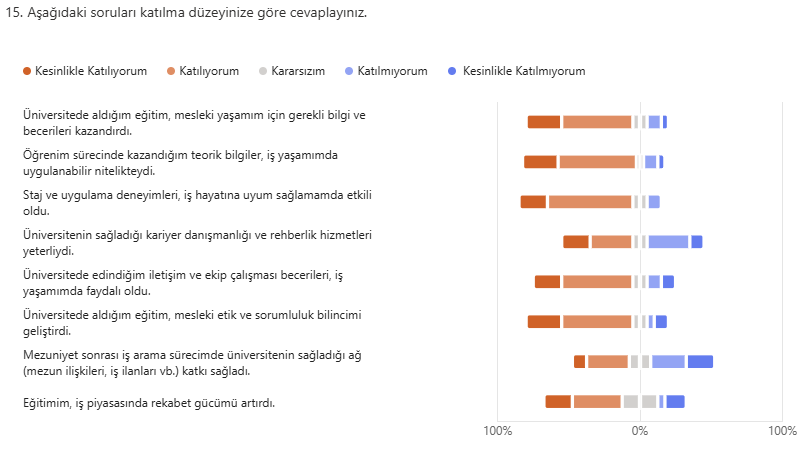 15. Aşağıdaki soruları katılma düzeyinize göre cevaplayınız.
Kesinlikle Katılıyorum Katılıyorum Kararsızım Katılmıyorum Kesinlikle Katılmıyorum
Üniversitede aldığım eğitim, mesleki yaşamım için gerekli bilgi ve
becerileri kazandırdı.
Öğrenim sürecinde kazandığım teorik bilgiler, iş yaşamımda
uygulanabilir nitelikteydi.
Staj ve uygulama deneyimleri, iş hayatına uyum sağlamamda etkili
oldu.
Üniversitenin sağladığı kariyer danışmanlığı ve rehberlik hizmetleri
yeterliydi.
Üniversitede edindiğim iletişim ve ekip çalışması becerileri, iş
yaşamımda faydalı oldu.
Üniversitede aldığım eğitim, mesleki etik ve sorumluluk bilincimi
geliştirdi.
Mezuniyet sonrası iş arama sürecimde üniversitenin sağladığı ağ
(mezun ilişkileri, iş ilanları vb.) katkı sağladı.
Eğitimim, iş piyasasında rekabet gücümü artırdı.
100% 0% 100%